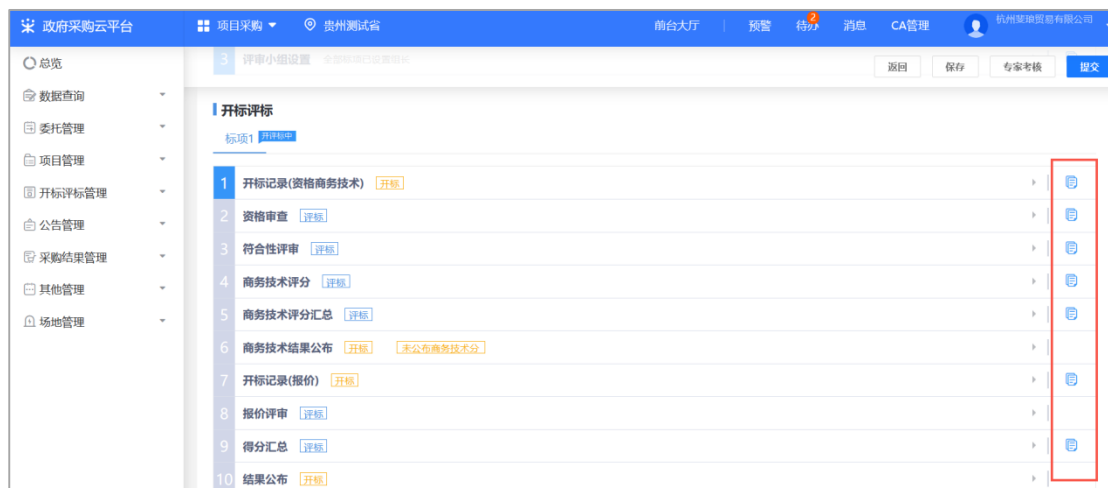 政府采购云平台 项目采购 贵州测试省 前台大厅 预警 待办 2 消息 CA管理 杭州斐琅贸易有限公司
总览
数据查询
委托管理
项目管理
开标评标管理
公告管理
采购结果管理
其他管理
场地管理
3 评审小组设置 全部标项已设置组长
返回 保存 专家考核 提交
开标评标
标项1 开评标中
1 开标记录(资格商务技术) 开标
2 资格审查 评标
3 符合性评审 评标
4 商务技术评分 评标
5 商务技术评分汇总 评标
6 商务技术结果公布 开标 未公布商务技术分
7 开标记录(报价) 开标
8 报价评审 评标
9 得分汇总 评标
10 结果公布 开标